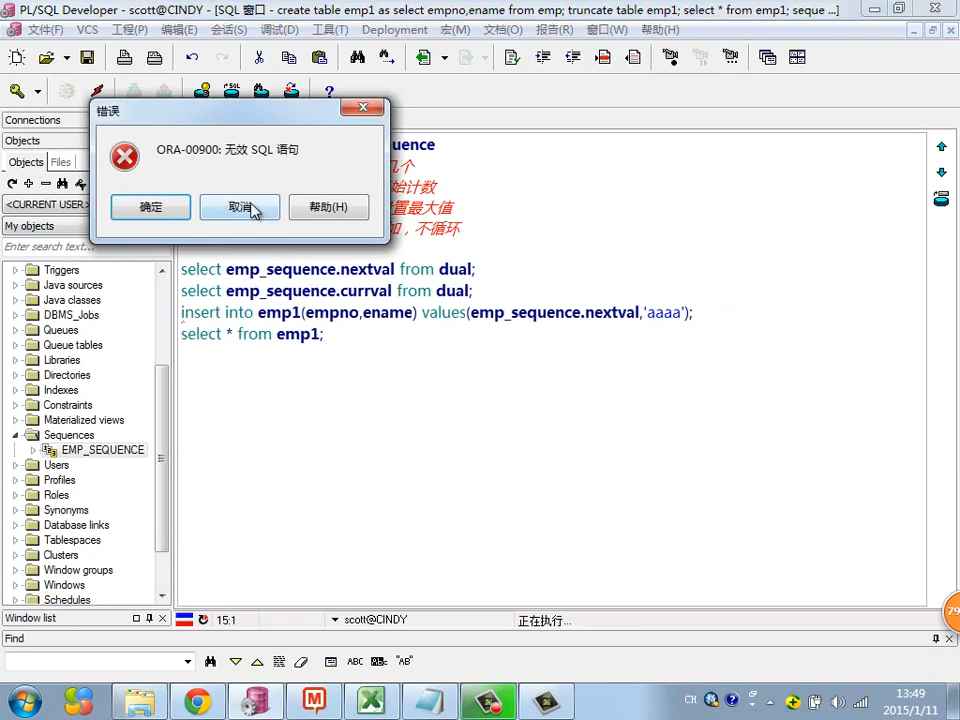 PL/SQL Developer - scott@CINDY - [SQL 窗口 - create table emp1 as select empno,ename from emp; truncate table emp1; select * from emp1; seque ...]
文件(F) VCS 工程(P) 编辑(E) 会话(S) 调试(D) 工具(T) Deployment 宏(M) 文档(O) 报告(R) 窗口(W) 帮助(H)
SQL
?
错误
ORA-00900: 无效 SQL 语句
确定 取消 帮助(H)
Connections
Objects
Objects Files
<CURRENT USER>
My objects
Enter search text...
Triggers
Java sources
Java classes
DBMS_Jobs
Queues
Queue tables
Libraries
Directories
Indexes
Constraints
Materialized views
Sequences
EMP_SEQUENCE
Users
Profiles
Roles
Synonyms
Database links
Tablespaces
Clusters
Window groups
Windows
Schedules
几个
始计数
置最大值
加，不循环
select emp_sequence.nextval from dual;
select emp_sequence.currval from dual;
insert into emp1(empno,ename) values(emp_sequence.nextval,'aaaa');
select * from emp1;
Window list
15:1 scott@CINDY 正在执行...
Find
ABC "AB"
79
CH
13:49
2015/1/11